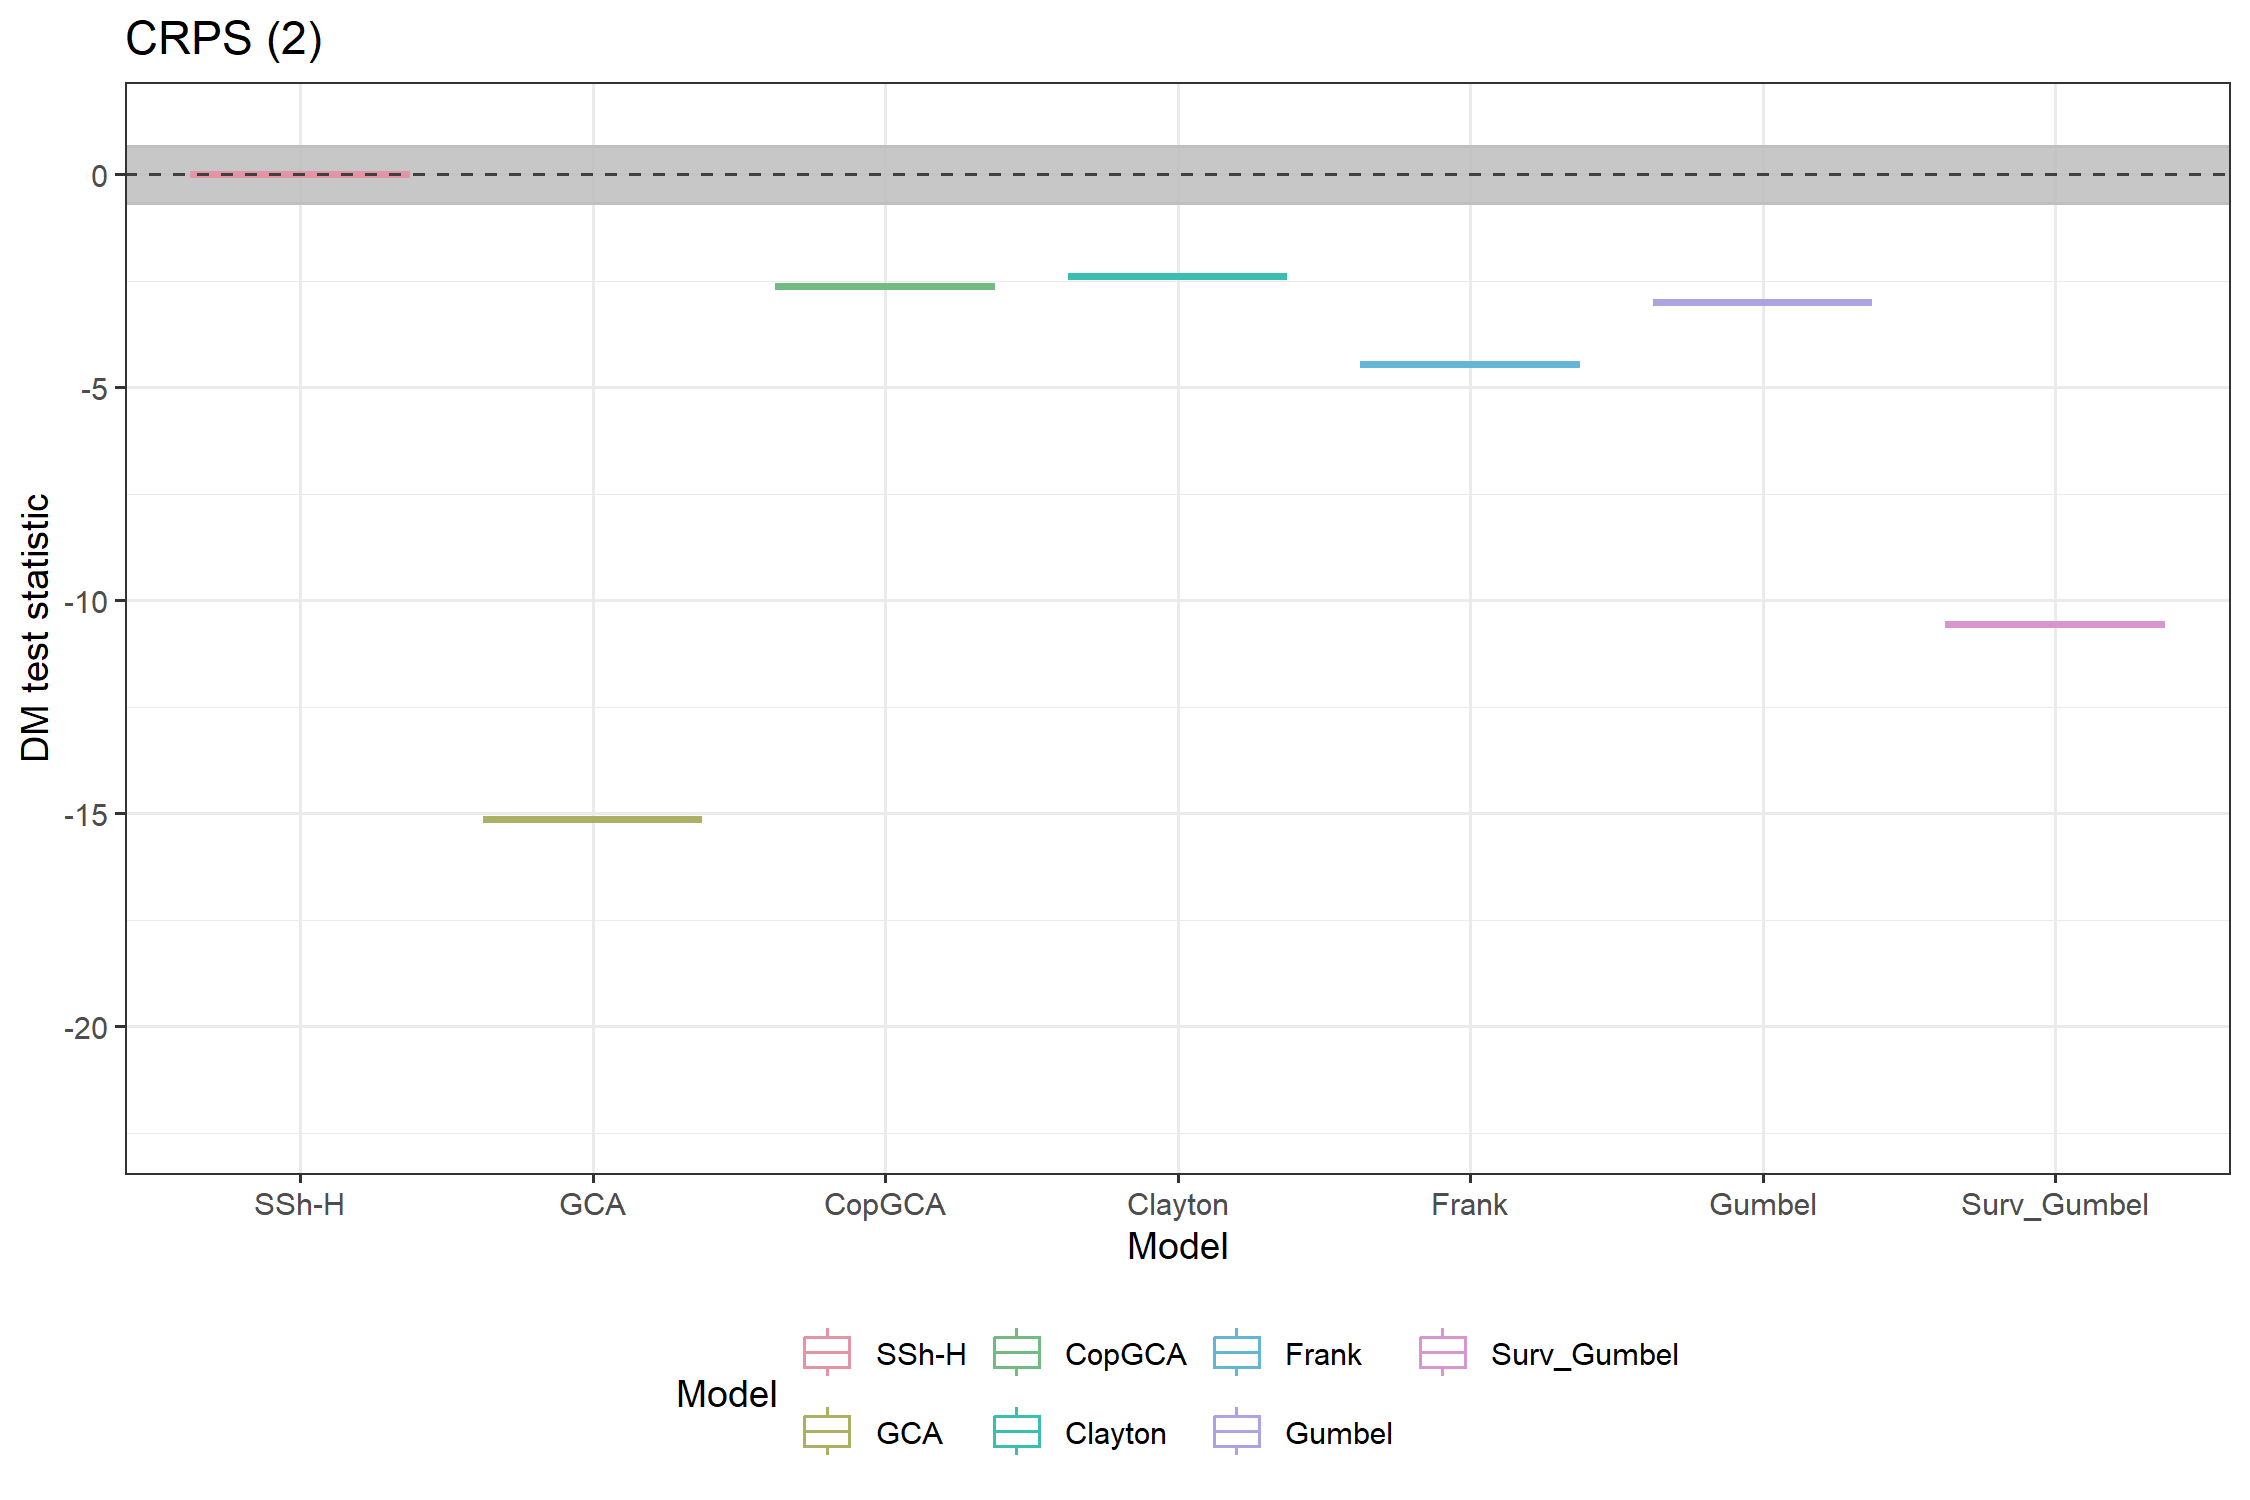 CRPS (2)
DM test statistic
0
-5
-10
-15
-20
SSh-H GCA CopGCA Clayton Frank Gumbel Surv_Gumbel
Model
Model
SSh-H CopGCA Frank Surv_Gumbel
GCA Clayton Gumbel